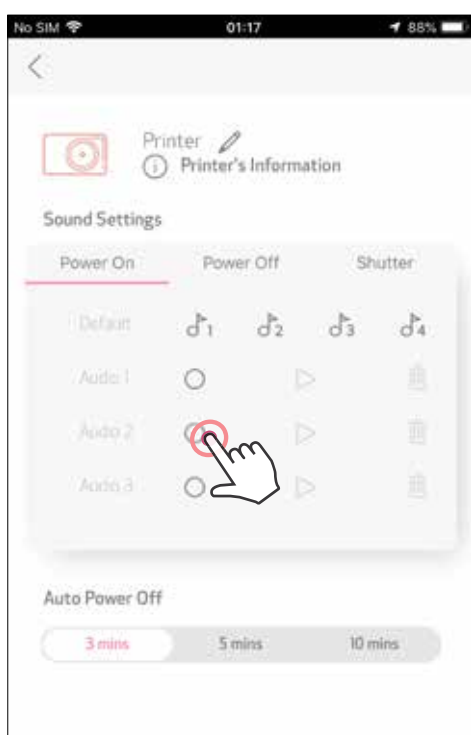 No SIM 01:17 88%
Printer
Printer's Information
Sound Settings
Power On Power Off Shutter
Default 1 2 3 4
Audio 1
Audio 2
Audio 3
Auto Power Off
3 mins 5 mins 10 mins